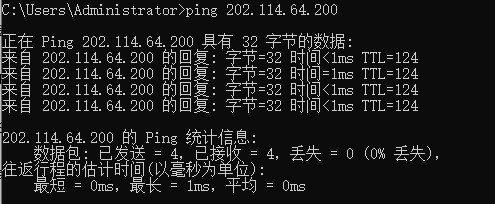 C:\Users\Administrator>ping 202.114.64.200
正在 Ping 202.114.64.200 具有 32 字节的数据:
来自 202.114.64.200 的回复: 字节=32 时间<1ms TTL=124
来自 202.114.64.200 的回复: 字节=32 时间=1ms TTL=124
来自 202.114.64.200 的回复: 字节=32 时间<1ms TTL=124
来自 202.114.64.200 的回复: 字节=32 时间<1ms TTL=124
202.114.64.200 的 Ping 统计信息:
数据包: 已发送 = 4, 已接收 = 4, 丢失 = 0 (0% 丢失),
往返行程的估计时间(以毫秒为单位):
最短 = 0ms, 最长 = 1ms, 平均 = 0ms